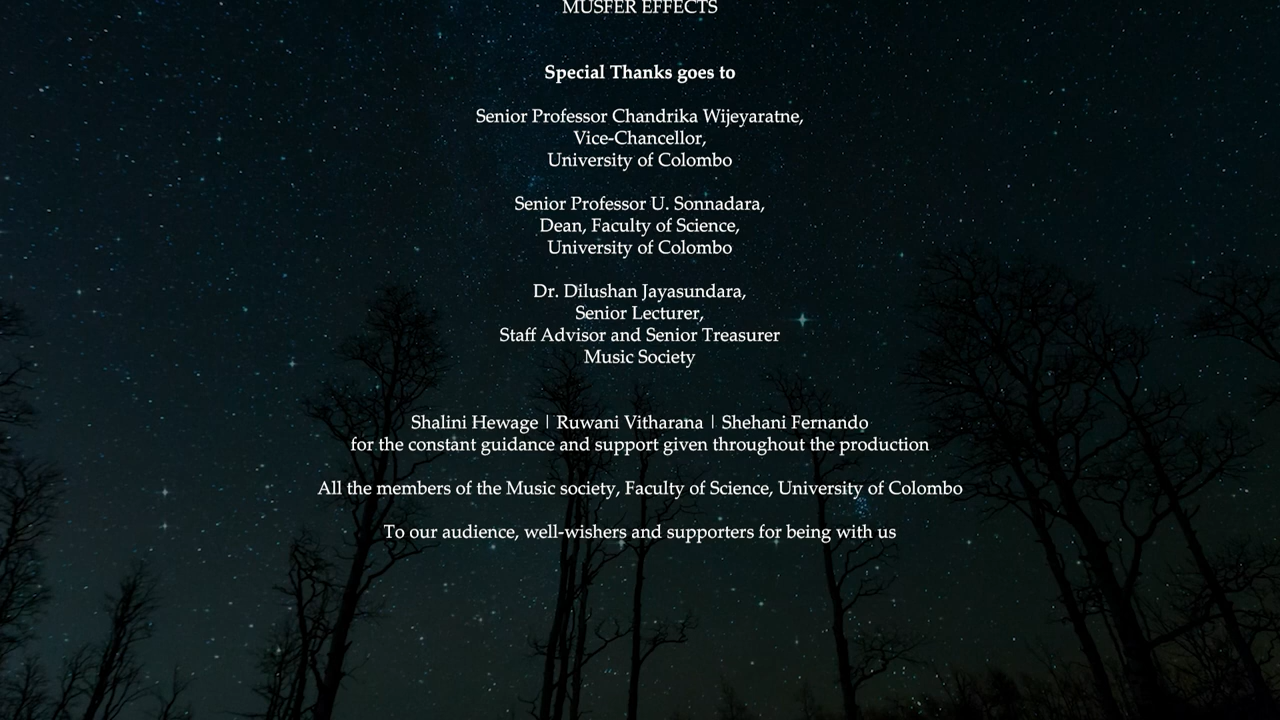 MUSFER EFFECTS
Special Thanks goes to
Senior Professor Chandrika Wijeyaratne,
Vice-Chancellor,
University of Colombo
Senior Professor U. Sonnadara,
Dean, Faculty of Science,
University of Colombo
Dr. Dilushan Jayasundara,
Senior Lecturer,
Staff Advisor and Senior Treasurer
Music Society
Shalini Hewage | Ruwani Vitharana | Shehani Fernando
for the constant guidance and support given throughout the production
All the members of the Music society, Faculty of Science, University of Colombo
To our audience, well-wishers and supporters for being with us